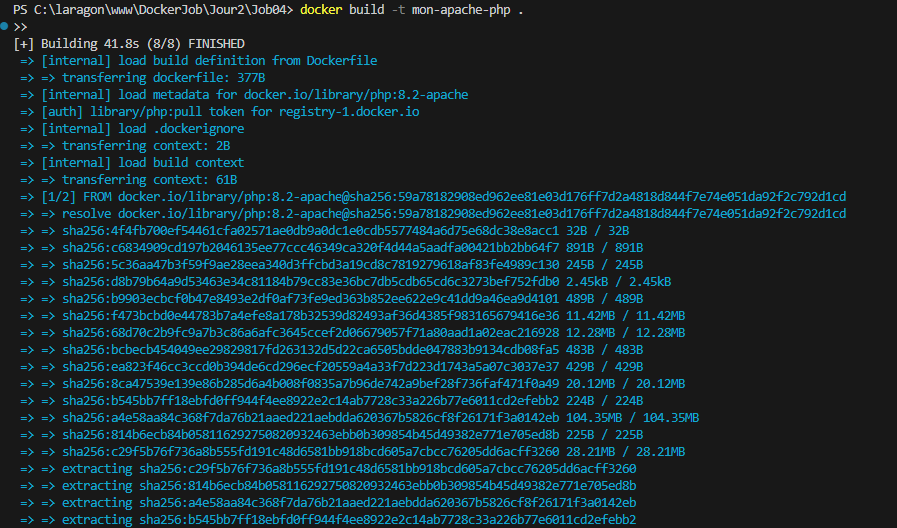 PS C:\laragon\www\DockerJob\Jour2\Job04> docker build -t mon-apache-php .
>>
[+] Building 41.8s (8/8) FINISHED
=> [internal] load build definition from Dockerfile
=> => transferring dockerfile: 377B
=> [internal] load metadata for docker.io/library/php:8.2-apache
=> [auth] library/php:pull token for registry-1.docker.io
=> [internal] load .dockerignore
=> => transferring context: 2B
=> [internal] load build context
=> => transferring context: 61B
=> [1/2] FROM docker.io/library/php:8.2-apache@sha256:59a78182908ed962ee81e03d176ff7d2a4818d844f7e74e051da92f2c792d1cd
=> => resolve docker.io/library/php:8.2-apache@sha256:59a78182908ed962ee81e03d176ff7d2a4818d844f7e74e051da92f2c792d1cd
=> => sha256:4f4fb700ef54461cfa02571ae0db9a0dc1e0cdb5577484a6d75e68dc38e8acc1 32B / 32B
=> => sha256:c6834909cd197b2046135ee77ccc46349ca320f4d44a5aadfa00421bb2bb64f7 891B / 891B
=> => sha256:5c36aa47b3f59f9ae28eea340d3ffcbd3a19cd8c7819279618af83fe4989c130 245B / 245B
=> => sha256:d8b79b64a9d53463e34c81184b79cc83e36bc7db5cdb65cd6c3273bef752fdb0 2.45kB / 2.45kB
=> => sha256:b9903ecbcf0b47e8493e2df0af73fe9ed363b852ee622e9c41dd9a46ea9d4101 489B / 489B
=> => sha256:f473bcbd0e44783b7a4efe8a178b32539d82493af36d4385f983165679416e36 11.42MB / 11.42MB
=> => sha256:68d70c2b9fc9a7b3c86a6afc3645ccef2d06679057f71a80aad1a02eac216928 12.28MB / 12.28MB
=> => sha256:bcbecb454049ee29829817fd263132d5d22ca6505bdde047883b9134cdb08fa5 483B / 483B
=> => sha256:ea823f46cc3ccd0b394de6cd296ecf20559a4a33f7d223d1743a5a07c3037e37 429B / 429B
=> => sha256:8ca47539e139e86b285d6a4b008f0835a7b96de742a9bef28f736faf471f0a49 20.12MB / 20.12MB
=> => sha256:b545bb7ff18ebfd0ff944f4ee8922e2c14ab7728c33a226b77e6011cd2efebb2 224B / 224B
=> => sha256:a4e58aa84c368f7da76b21aaed221aebdda620367b5826cf8f26171f3a0142eb 104.35MB / 104.35MB
=> => sha256:814b6ecb84b058116292750820932463ebb0b309854b45d49382e771e705ed8b 225B / 225B
=> => sha256:c29f5b76f736a8b555fd191c48d6581bb918bcd605a7cbcc76205dd6acff3260 28.21MB / 28.21MB
=> => extracting sha256:c29f5b76f736a8b555fd191c48d6581bb918bcd605a7cbcc76205dd6acff3260
=> => extracting sha256:814b6ecb84b058116292750820932463ebb0b309854b45d49382e771e705ed8b
=> => extracting sha256:a4e58aa84c368f7da76b21aaed221aebdda620367b5826cf8f26171f3a0142eb
=> => extracting sha256:b545bb7ff18ebfd0ff944f4ee8922e2c14ab7728c33a226b77e6011cd2efebb2